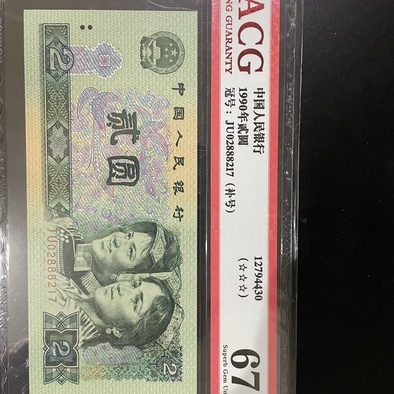 ACG
NG GUARANTY
中国人民银行
1990年贰圆
冠号：JU02888217（补号）
12794430
(☆☆☆)
67
Superb Gem Un
2
中国人民银行
贰圆
JU02888217
2
2